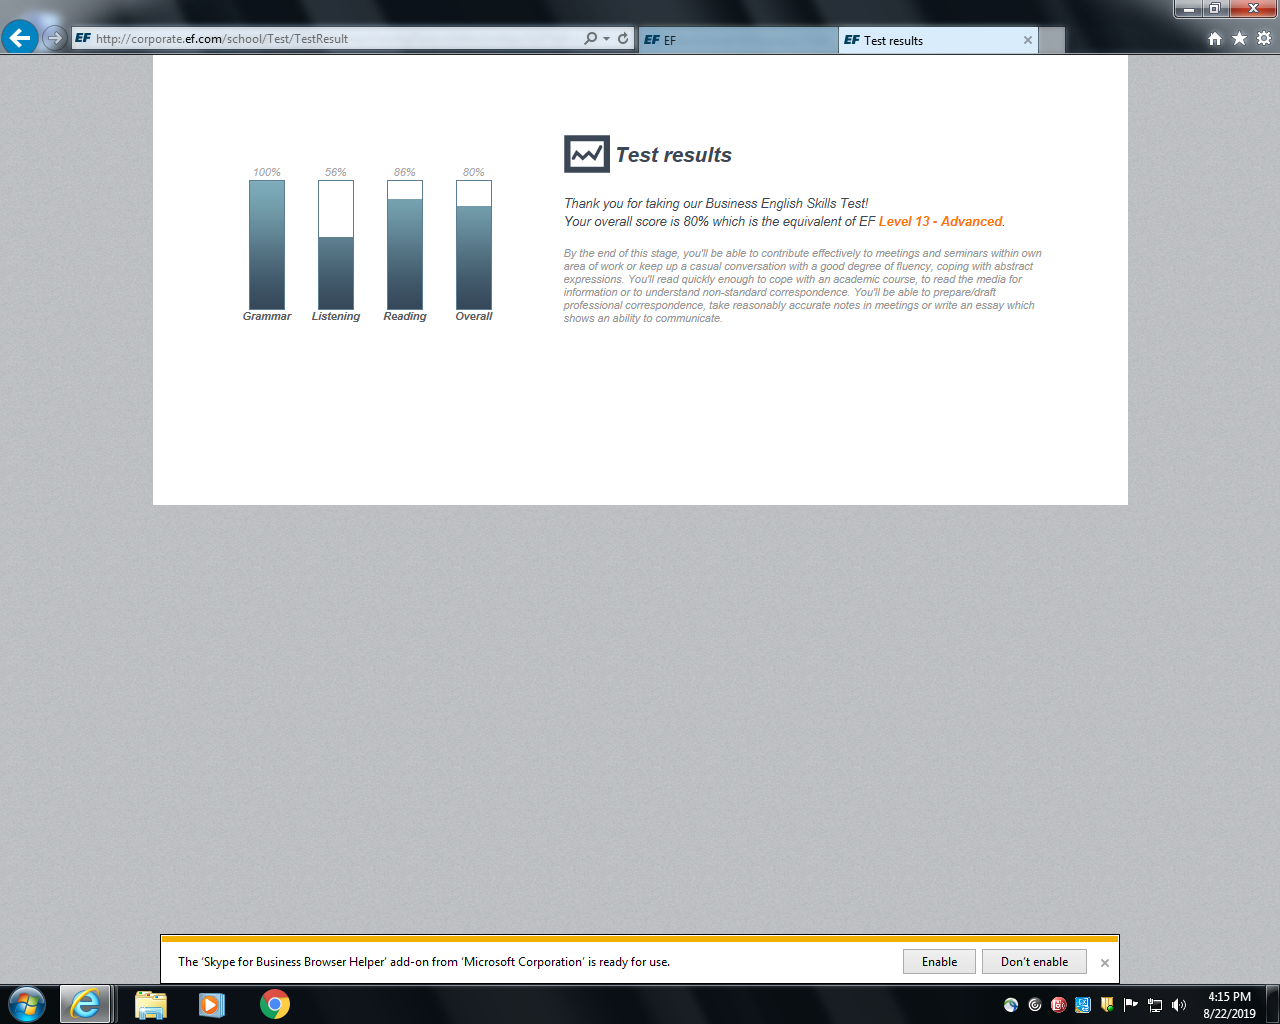 http://corporate.ef.com/school/Test/TestResult
EF EF
EF Test results
Test results
100% 56% 86% 80%
Grammar Listening Reading Overall
Thank you for taking our Business English Skills Test!
Your overall score is 80% which is the equivalent of EF Level 13 - Advanced.
By the end of this stage, you'll be able to contribute effectively to meetings and seminars within own
area of work or keep up a casual conversation with a good degree of fluency, coping with abstract
expressions. You'll read quickly enough to cope with an academic course, to read the media for
information or to understand non-standard correspondence. You'll be able to prepare/draft
professional correspondence, take reasonably accurate notes in meetings or write an essay which
shows an ability to communicate.
The 'Skype for Business Browser Helper' add-on from 'Microsoft Corporation' is ready for use.
Enable
Don't enable
4:15 PM
8/22/2019